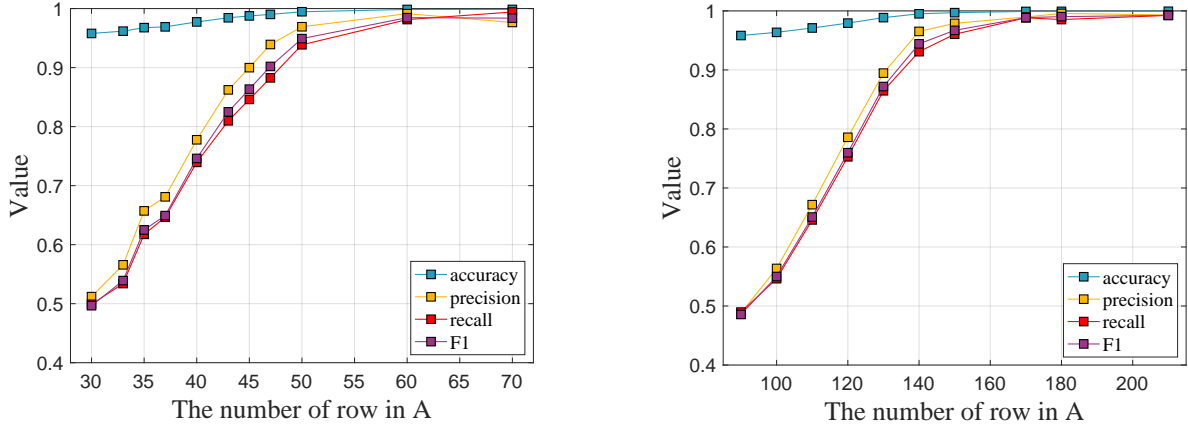 1
0.9
0.8
0.7
0.6
0.5
0.4
Value
30 35 40 45 50 55 60 65 70
The number of row in A
accuracy
precision
recall
F1
1
0.9
0.8
0.7
0.6
0.5
0.4
Value
100 120 140 160 180 200
The number of row in A
accuracy
precision
recall
F1